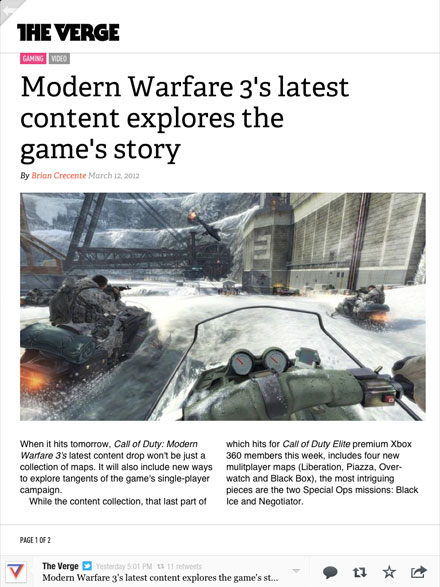 THE VERGE
GAMING VIDEO
Modern Warfare 3's latest
content explores the
game's story
By Brian Crecente March 12, 2012
When it hits tomorrow, Call of Duty: Modern
Warfare 3's latest content drop won't be just a
collection of maps. It will also include new ways
to explore tangents of the game's single-player
campaign.
While the content collection, that last part of
which hits for Call of Duty Elite premium Xbox
360 members this week, includes four new
mulitplayer maps (Liberation, Piazza, Over-
watch and Black Box), the most intriguing
pieces are the two Special Ops missions: Black
Ice and Negotiator.
PAGE 1 OF 2
The Verge Yesterday 5:01 PM 11 retweets
Modern Warfare 3's latest content explores the game's st...